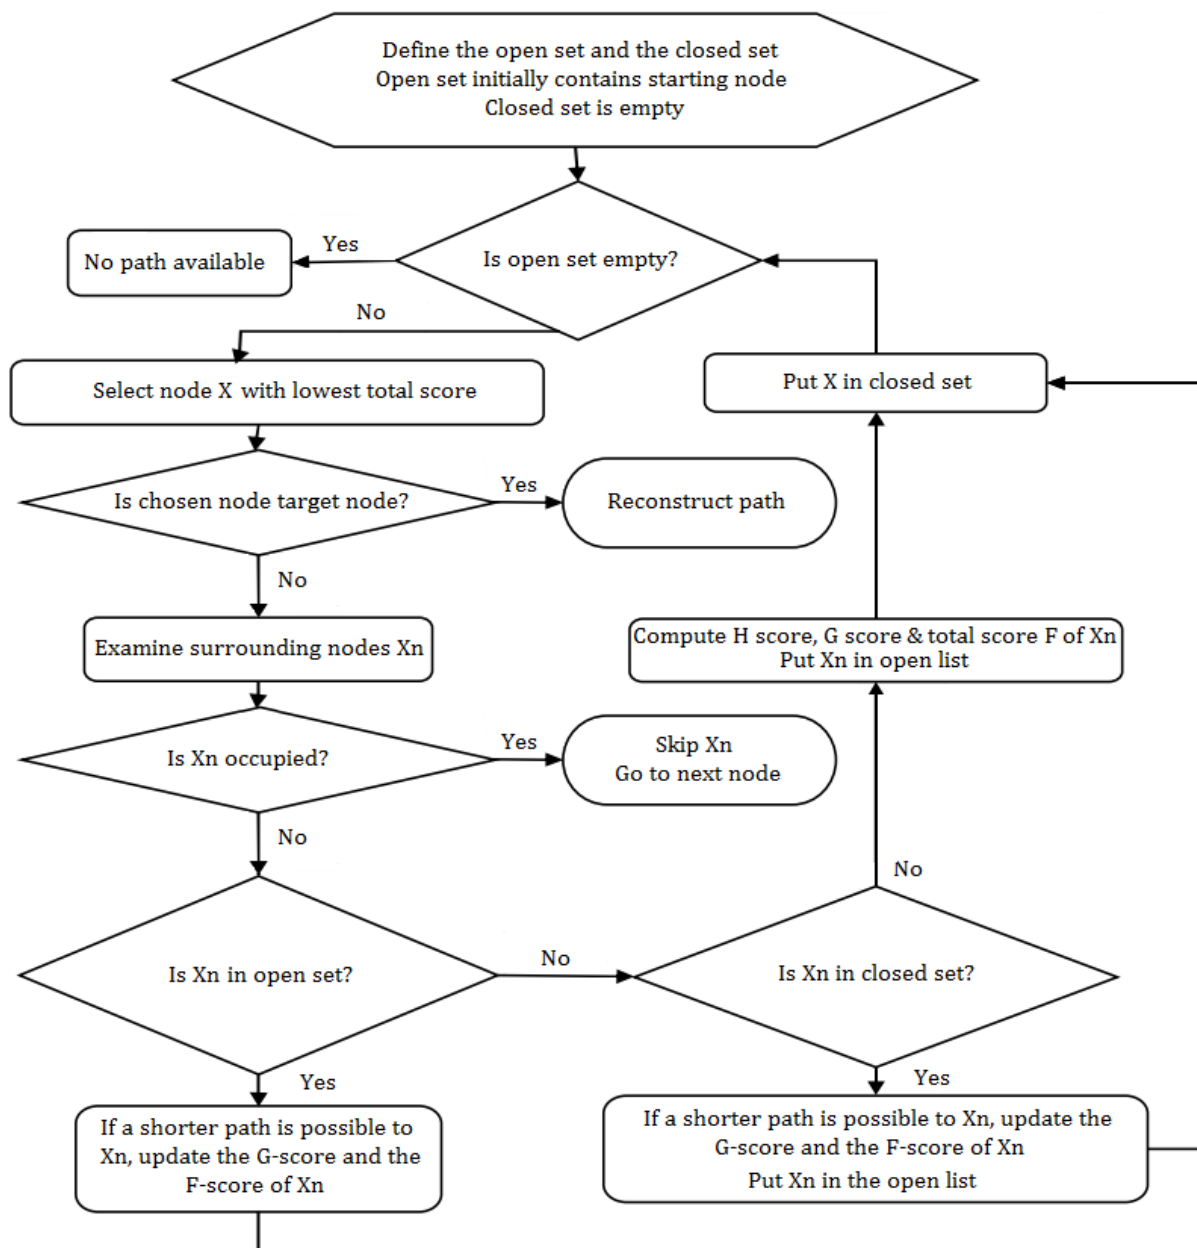 Define the open set and the closed set
Open set initially contains starting node
Closed set is empty
Is open set empty?
Yes
No path available
No
Select node X with lowest total score
Put X in closed set
Is chosen node target node?
Yes
Reconstruct path
No
Examine surrounding nodes Xn
Compute H score, G score & total score F of Xn
Put Xn in open list
Is Xn occupied?
Yes
Skip Xn
Go to next node
No
No
Is Xn in open set?
No
Is Xn in closed set?
Yes
Yes
If a shorter path is possible to
Xn, update the G-score and the
F-score of Xn
If a shorter path is possible to Xn, update the
G-score and the F-score of Xn
Put Xn in the open list